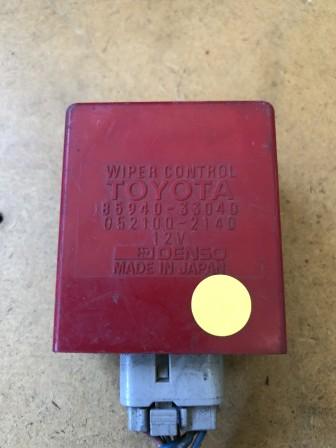 WIPER CONTROL
TOYOTA
85940-33040
052100-2140
12V
DENSO
MADE IN JAPAN